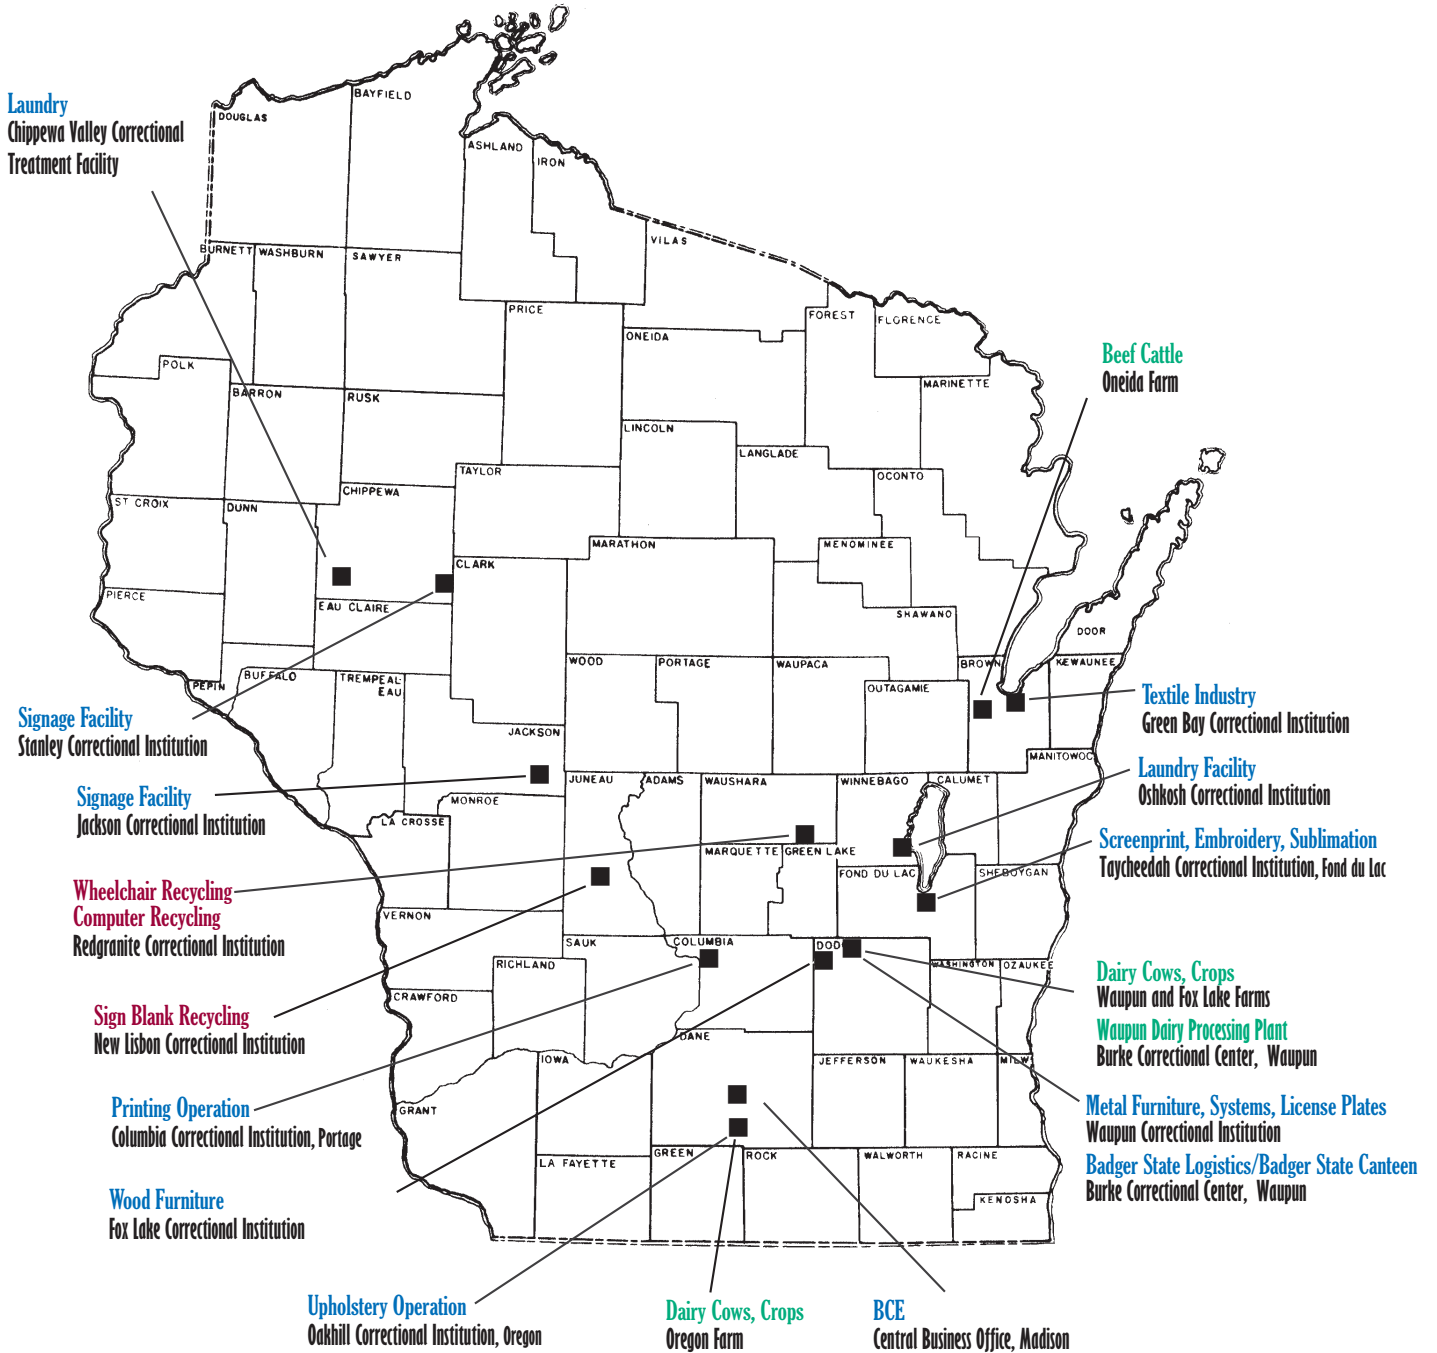 BAYFIELD
DOUGLAS
Laundry
Chippewa Valley Correctional
Treatment Facility
ASHLAND
IRON
VILAS
BURNETT
WASHBURN
SAWYER
PRICE
FOREST
FLORENCE
ONEIDA
Beef Cattle
Oneida Farm
POLK
BARRON
RUSK
MARINETTE
LINCOLN
LANGLADE
TAYLOR
OCONTO
CHIPPEWA
ST CROIX
DUNN
MARATHON
MENOMINEE
CLARK
PIERCE
EAU CLAIRE
SHAWANO
DOOR
WOOD
PORTAGE
WAUPACA
BROWN
KEWAUNEE
BUFFALO
TREMPEAL-
EAU
PEPIN
OUTAGAMIE
Textile Industry
Green Bay Correctional Institution
Signage Facility
Stanley Correctional Institution
JACKSON
MANITOWOC
Laundry Facility
Oshkosh Correctional Institution
JUNEAU
ADAMS
WAUSHARA
WINNEBAGO
CALUMET
Signage Facility
Jackson Correctional Institution
MONROE
LA CROSSE
Screenprint, Embroidery, Sublimation
Taycheedah Correctional Institution, Fond du Lac
MARQUETTE
GREEN LAKE
FOND DU LAC
SHEBOYGAN
Wheelchair Recycling
Computer Recycling
Redgranite Correctional Institution
VERNON
SAUK
COLUMBIA
DOD
RICHLAND
WASHINGTON
OZAUKEE
Dairy Cows, Crops
Waupun and Fox Lake Farms
CRAWFORD
Sign Blank Recycling
New Lisbon Correctional Institution
Waupun Dairy Processing Plant
Burke Correctional Center, Waupun
DANE
IOWA
JEFFERSON
WAUKESHA
MILW
Printing Operation
Columbia Correctional Institution, Portage
GRANT
Metal Furniture, Systems, License Plates
Waupun Correctional Institution
LA FAYETTE
GREEN
ROCK
WALWORTH
RACINE
Badger State Logistics/Badger State Canteen
Burke Correctional Center, Waupun
Wood Furniture
Fox Lake Correctional Institution
KENOSHA
Upholstery Operation
Oakhill Correctional Institution, Oregon
Dairy Cows, Crops
Oregon Farm
BCE
Central Business Office, Madison